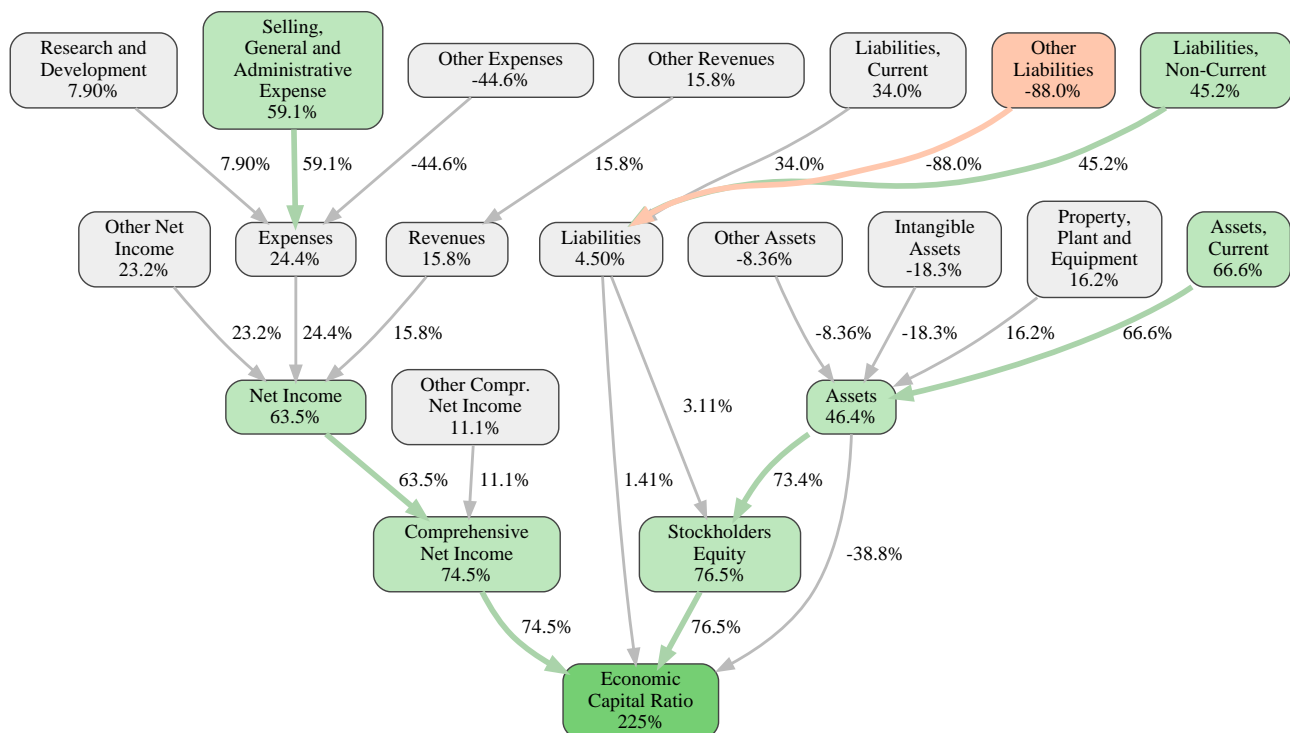 Research and
Development
7.90%
Selling,
General and
Administrative
Expense
59.1%
Other Expenses
-44.6%
Other Revenues
15.8%
Liabilities,
Current
34.0%
Other
Liabilities
-88.0%
Liabilities,
Non-Current
45.2%
7.90%
59.1%
-44.6%
15.8%
34.0%
-88.0%
45.2%
Other Net
Income
23.2%
Expenses
24.4%
Revenues
15.8%
Liabilities
4.50%
Other Assets
-8.36%
Intangible
Assets
-18.3%
Property,
Plant and
Equipment
16.2%
Assets,
Current
66.6%
23.2%
24.4%
15.8%
-8.36%
-18.3%
16.2%
66.6%
Net Income
63.5%
Other Compr.
Net Income
11.1%
3.11%
Assets
46.4%
63.5%
11.1%
1.41%
73.4%
Comprehensive
Net Income
74.5%
Stockholders
Equity
76.5%
-38.8%
74.5%
76.5%
Economic
Capital Ratio
225%